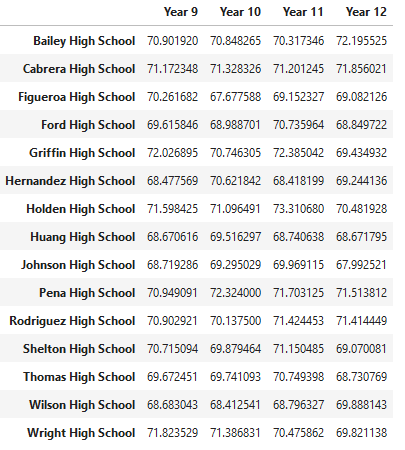 Year 9 Year 10 Year 11 Year 12
Bailey High School 70.901920 70.848265 70.317346 72.195525
Cabrera High School 71.172348 71.328326 71.201245 71.856021
Figueroa High School 70.261682 67.677588 69.152327 69.082126
Ford High School 69.615846 68.988701 70.735964 68.849722
Griffin High School 72.026895 70.746305 72.385042 69.434932
Hernandez High School 68.477569 70.621842 68.418199 69.244136
Holden High School 71.598425 71.096491 73.310680 70.481928
Huang High School 68.670616 69.516297 68.740638 68.671795
Johnson High School 68.719286 69.295029 69.969115 67.992521
Pena High School 70.949091 72.324000 71.703125 71.513812
Rodriguez High School 70.902921 70.137500 71.424453 71.414449
Shelton High School 70.715094 69.879464 71.150485 69.070081
Thomas High School 69.672451 69.741093 70.749398 68.730769
Wilson High School 68.683043 68.412541 68.796327 69.888143
Wright High School 71.823529 71.386831 70.475862 69.821138